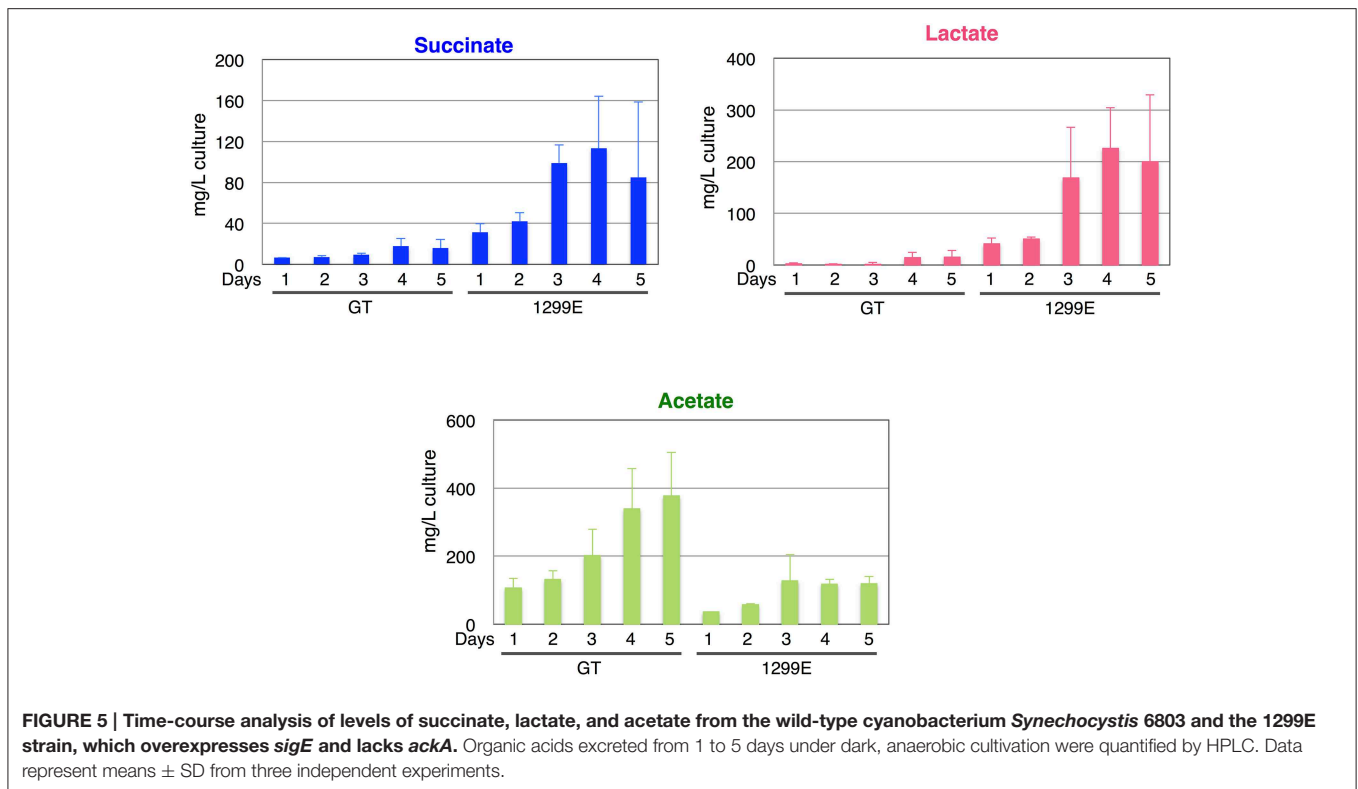 Succinate
200
160
120
80
40
0
mg/L culture
Days 1 2 3 4 5 1 2 3 4 5
GT 1299E
Lactate
400
300
200
100
0
mg/L culture
Days 1 2 3 4 5 1 2 3 4 5
GT 1299E
Acetate
600
400
200
0
mg/L culture
Days 1 2 3 4 5 1 2 3 4 5
GT 1299E
FIGURE 5 | Time-course analysis of levels of succinate, lactate, and acetate from the wild-type cyanobacterium Synechocystis 6803 and the 1299E
strain, which overexpresses sigE and lacks ackA. Organic acids excreted from 1 to 5 days under dark, anaerobic cultivation were quantified by HPLC. Data
represent means ± SD from three independent experiments.